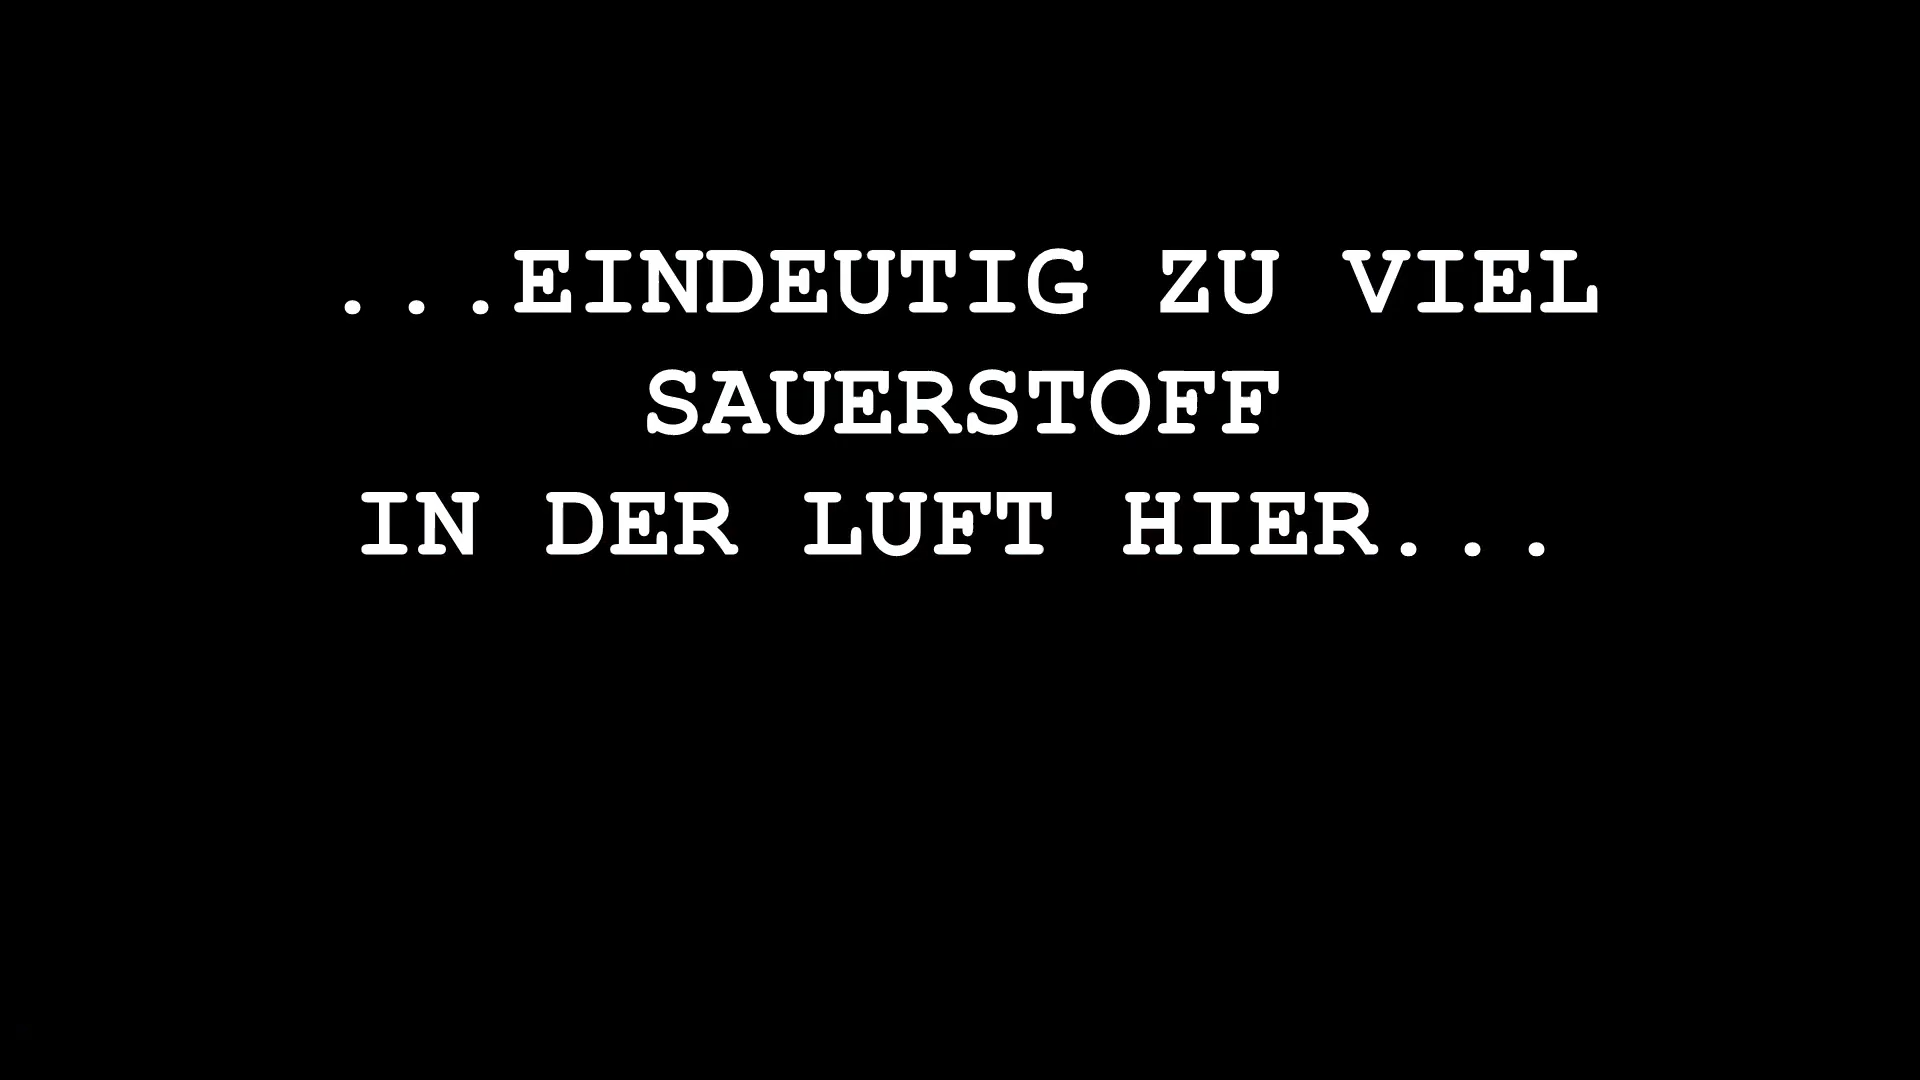 ...EINDEUTIG ZU VIEL
SAUERSTOFF
IN DER LUFT HIER...